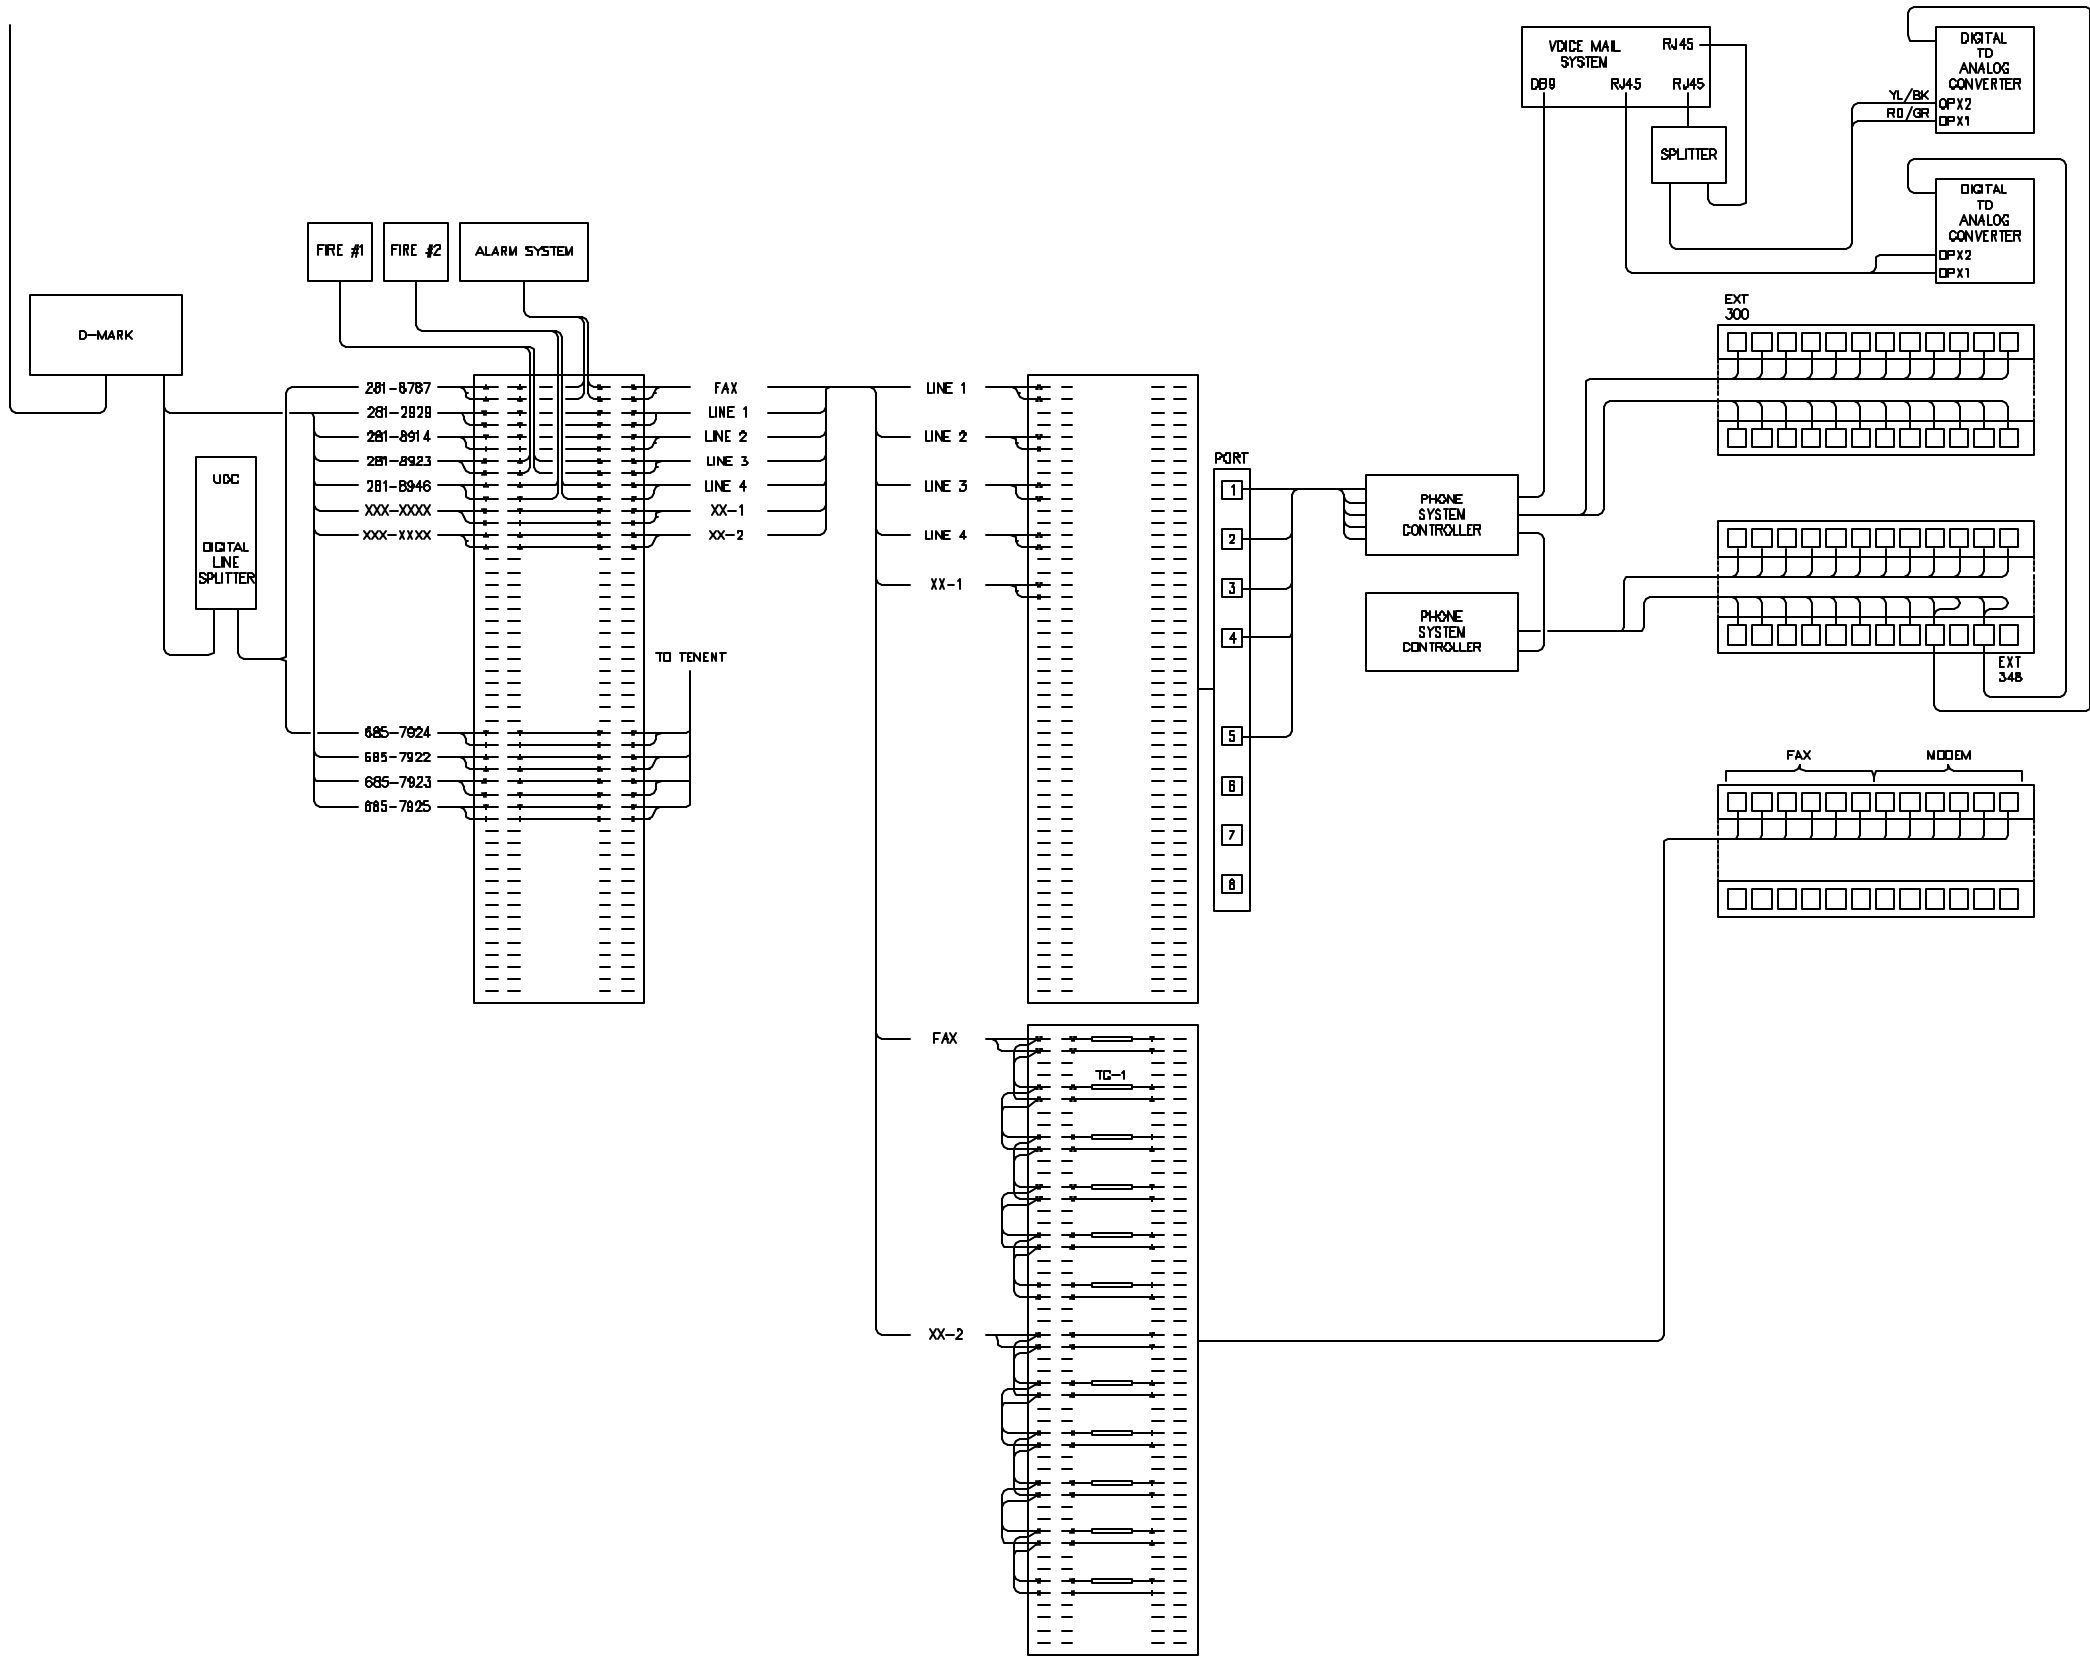 VOICE MAIL
SYSTEM
RJ45
DB9
RJ45
RJ45
SPLITTER
DIGITAL
TO
ANALOG
CONVERTER
YL/BK
OPX2
RD/GR
OPX1
DIGITAL
TO
ANALOG
CONVERTER
OPX2
OPX1
FIRE #1
FIRE #2
ALARM SYSTEM
D-MARK
UDC
DIGITAL
LINE
SPLITTER
281-8787
281-2929
281-8914
281-8923
281-8946
XXX-XXXX
XXX-XXXX
685-7924
685-7922
685-7923
685-7925
FAX
LINE 1
LINE 2
LINE 3
LINE 4
XX-1
XX-2
TO TENENT
LINE 1
LINE 2
LINE 3
LINE 4
XX-1
FAX
XX-2
TC-1
PORT
1
2
3
4
5
6
7
8
PHONE
SYSTEM
CONTROLLER
PHONE
SYSTEM
CONTROLLER
EXT
300
EXT
348
FAX
MODEM